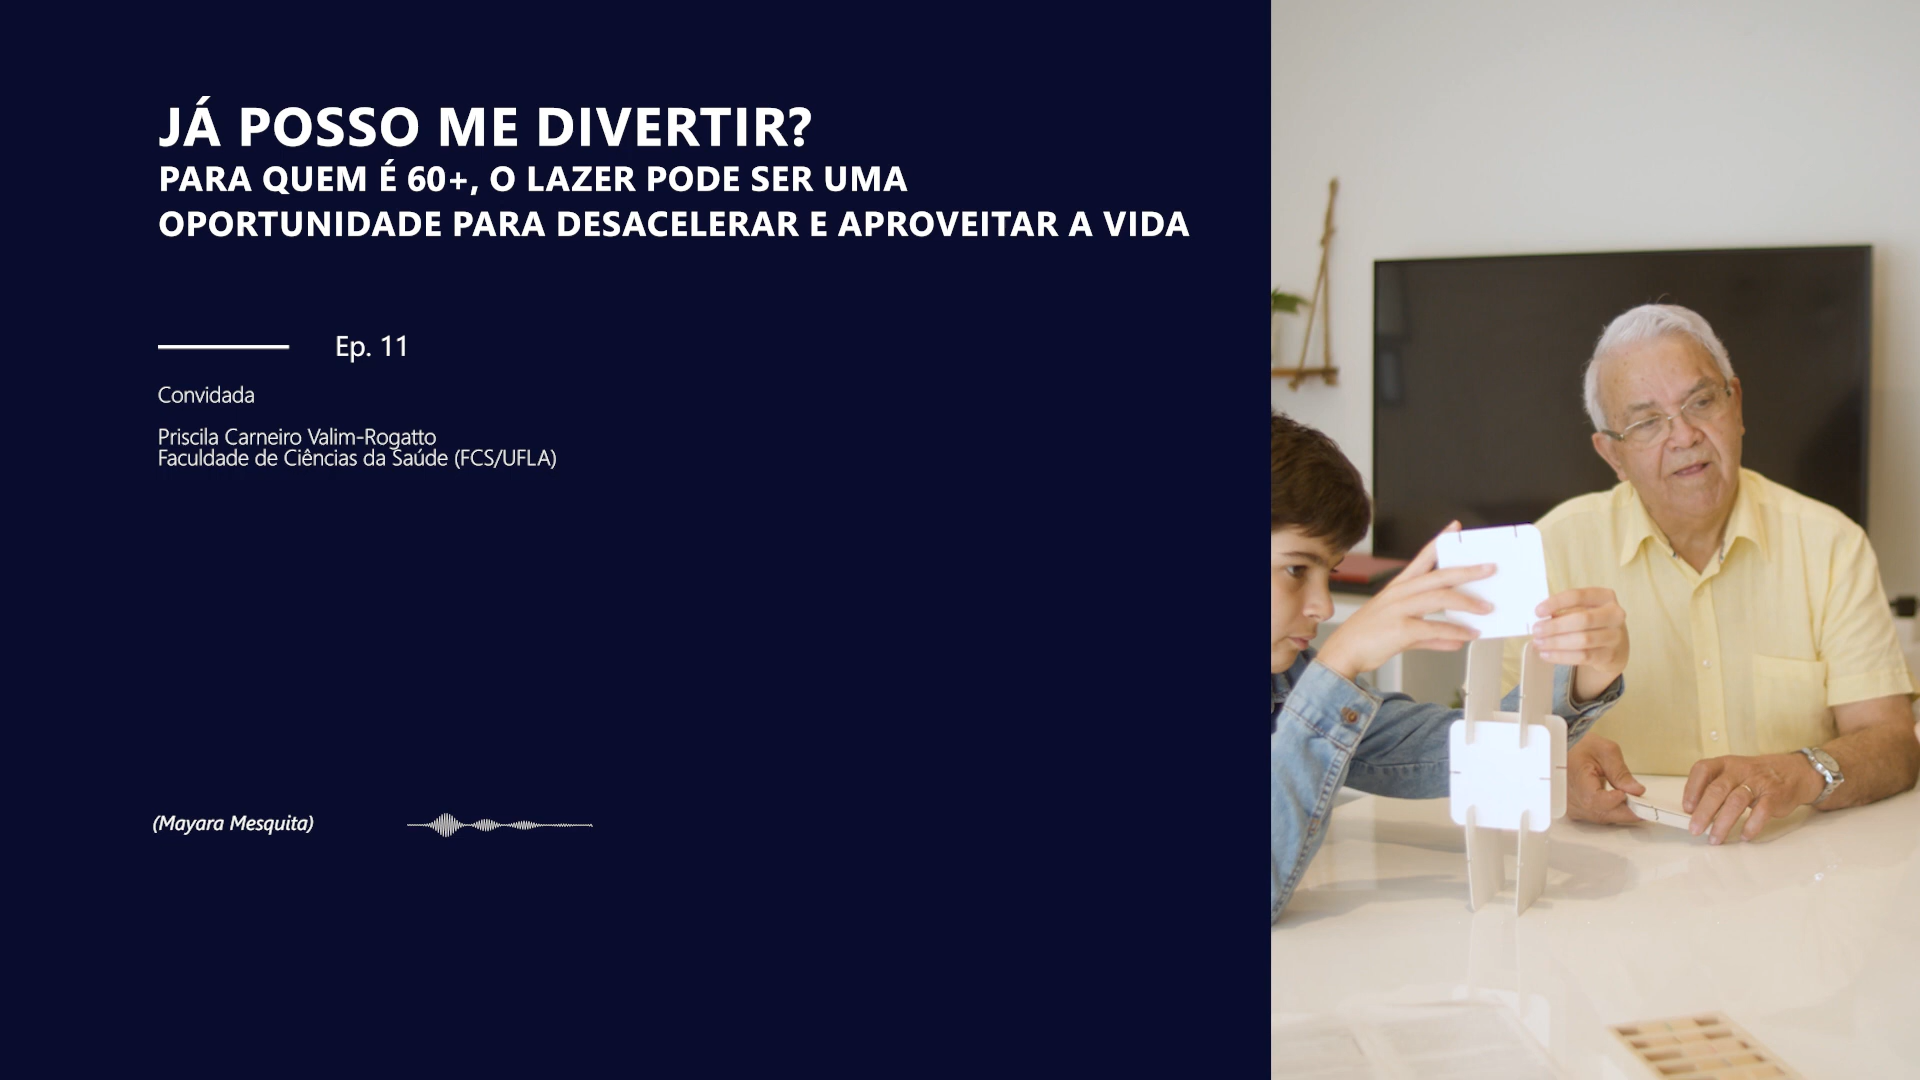 JÁ POSSO ME DIVERTIR?
PARA QUEM É 60+, O LAZER PODE SER UMA
OPORTUNIDADE PARA DESACELERAR E APROVEITAR A VIDA
Ep. 11
Convidada
Priscila Carneiro Valim-Rogatto
Faculdade de Ciências da Saúde (FCS/UFLA)
(Mayara Mesquita)